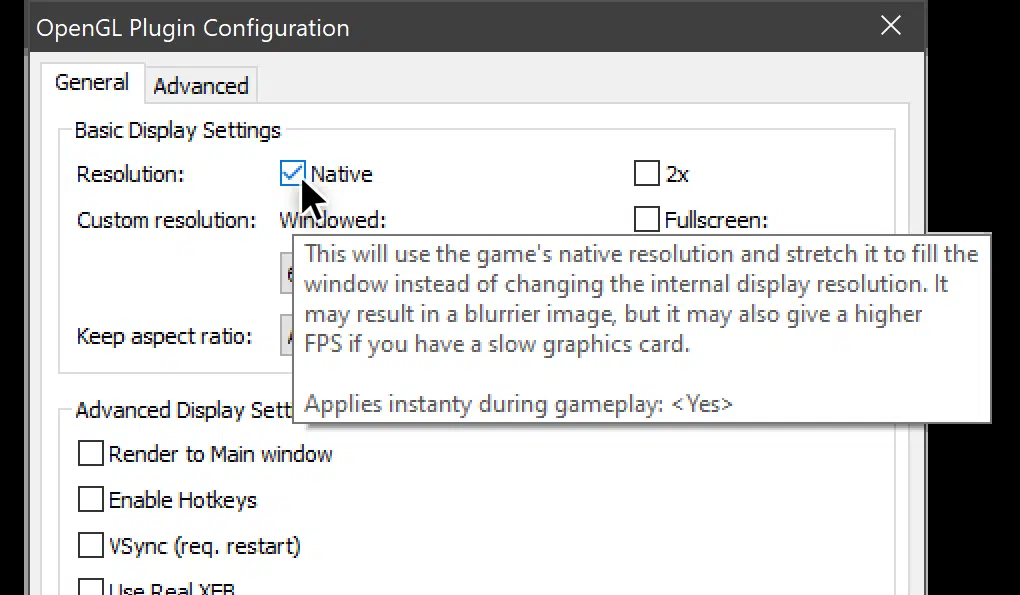 OpenGL Plugin Configuration
General
Advanced
Basic Display Settings
Resolution:
Native
2x
Custom resolution:
Windowed:
Fullscreen:
This will use the game's native resolution and stretch it to fill the
window instead of changing the internal display resolution. It
may result in a blurrier image, but it may also give a higher
FPS if you have a slow graphics card.
Applies instanty during gameplay: <Yes>
Keep aspect ratio:
Advanced Display Sett
Render to Main window
Enable Hotkeys
VSync (req. restart)
Use Real XFB